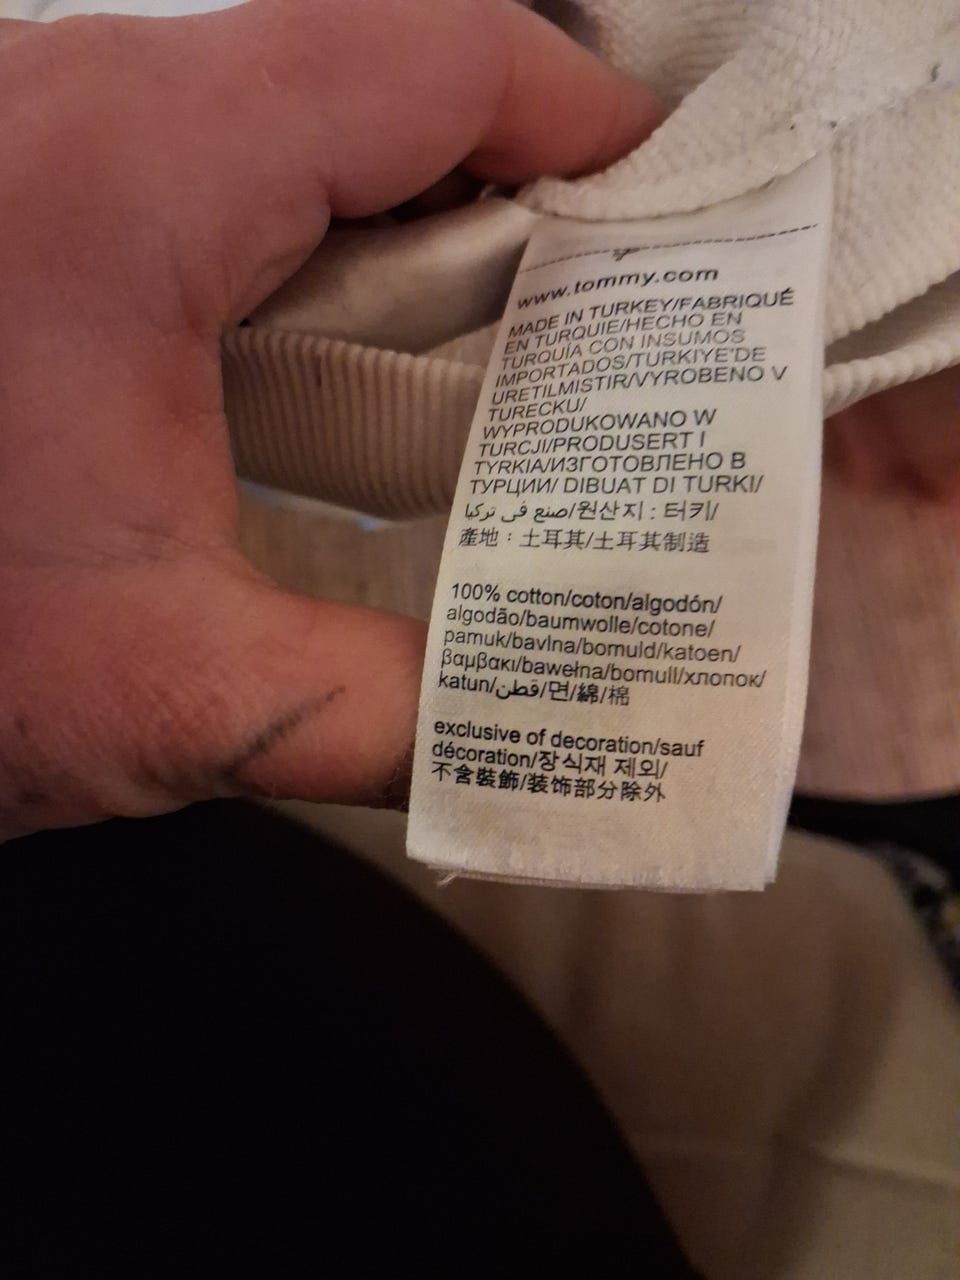 www.tommy.com
MADE IN TURKEY/FABRIQUÉ
EN TURQUIE/HECHO EN
TURQUÍA CON INSUMOS
IMPORTADOS/TURKIYE'DE
URETILMISTIR/VYROBENO V
TURECKU/
WYPRODUKOWANO W
TURCJI/PRODUSERT I
TYRKIA/ИЗГОТОВЛЕНО В
ТУРЦИИ/ DIBUAT DI TURKI/
صنع في تركيا/원산지 : 터키/
產地：土耳其/土耳其制造
100% cotton/coton/algodón/
algodão/baumwolle/cotone/
pamuk/bavlna/bomuld/katoen/
βαμβακι/bawełna/bomull/хлопок/
katun/قطن/면/綿/棉
exclusive of decoration/sauf
décoration/장식재 제외/
不含裝飾/装饰部分除外